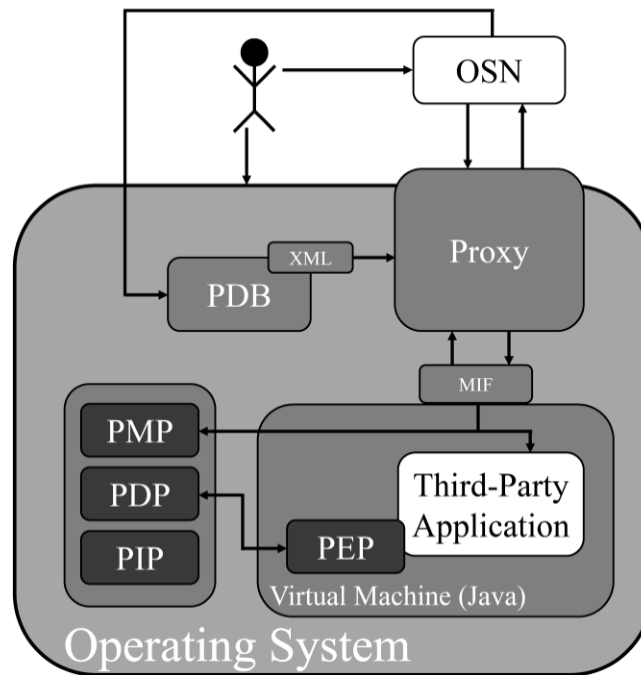 OSN
XML
PDB
Proxy
MIF
PMP
PDP
PIP
Third-Party
Application
PEP
Virtual Machine (Java)
Operating System